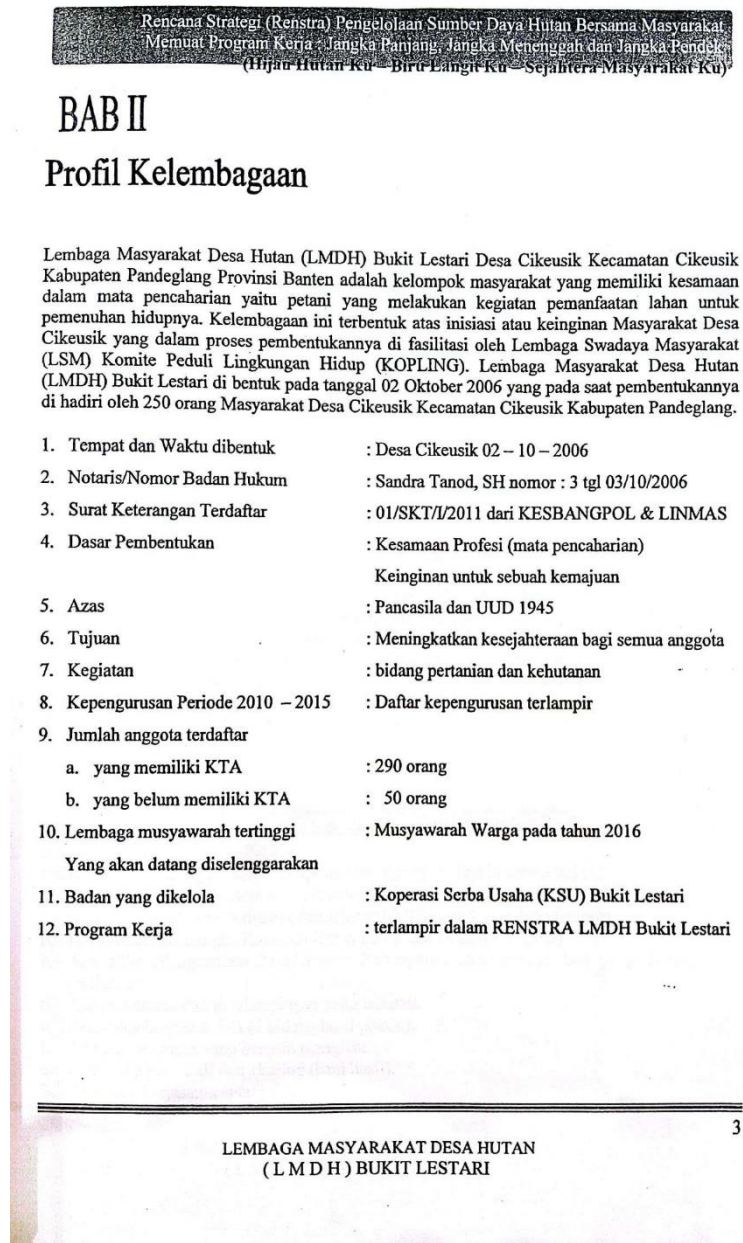 Rencana Strategi (Renstra) Pengelolaan Sumber Daya Hutan Bersama Masyarakat
Memuat Program Kerja : Jangka Panjang, Jangka Menenggah dan Jangka Pendek
(Hijau Hutan Ku – Biru Langit Ku – Sejahtera Masyarakat Ku)
BAB II
Profil Kelembagaan
Lembaga Masyarakat Desa Hutan (LMDH) Bukit Lestari Desa Cikeusik Kecamatan Cikeusik
Kabupaten Pandeglang Provinsi Banten adalah kelompok masyarakat yang memiliki kesamaan
dalam mata pencaharian yaitu petani yang melakukan kegiatan pemanfaatan lahan untuk
pemenuhan hidupnya. Kelembagaan ini terbentuk atas inisiasi atau keinginan Masyarakat Desa
Cikeusik yang dalam proses pembentukannya di fasilitasi oleh Lembaga Swadaya Masyarakat
(LSM) Komite Peduli Lingkungan Hidup (KOPLING). Lembaga Masyarakat Desa Hutan
(LMDH) Bukit Lestari di bentuk pada tanggal 02 Oktober 2006 yang pada saat pembentukannya
di hadiri oleh 250 orang Masyarakat Desa Cikeusik Kecamatan Cikeusik Kabupaten Pandeglang.
1. Tempat dan Waktu dibentuk : Desa Cikeusik 02 – 10 – 2006
2. Notaris/Nomor Badan Hukum : Sandra Tanod, SH nomor : 3 tgl 03/10/2006
3. Surat Keterangan Terdaftar : 01/SKT/I/2011 dari KESBANGPOL & LINMAS
4. Dasar Pembentukan : Kesamaan Profesi (mata pencaharian)
Keinginan untuk sebuah kemajuan
5. Azas : Pancasila dan UUD 1945
6. Tujuan : Meningkatkan kesejahteraan bagi semua anggota
7. Kegiatan : bidang pertanian dan kehutanan
8. Kepengurusan Periode 2010 – 2015 : Daftar kepengurusan terlampir
9. Jumlah anggota terdaftar
a. yang memiliki KTA : 290 orang
b. yang belum memiliki KTA : 50 orang
10. Lembaga musyawarah tertinggi : Musyawarah Warga pada tahun 2016
Yang akan datang diselenggarakan
11. Badan yang dikelola : Koperasi Serba Usaha (KSU) Bukit Lestari
12. Program Kerja : terlampir dalam RENSTRA LMDH Bukit Lestari
3
LEMBAGA MASYARAKAT DESA HUTAN
( L M D H ) BUKIT LESTARI